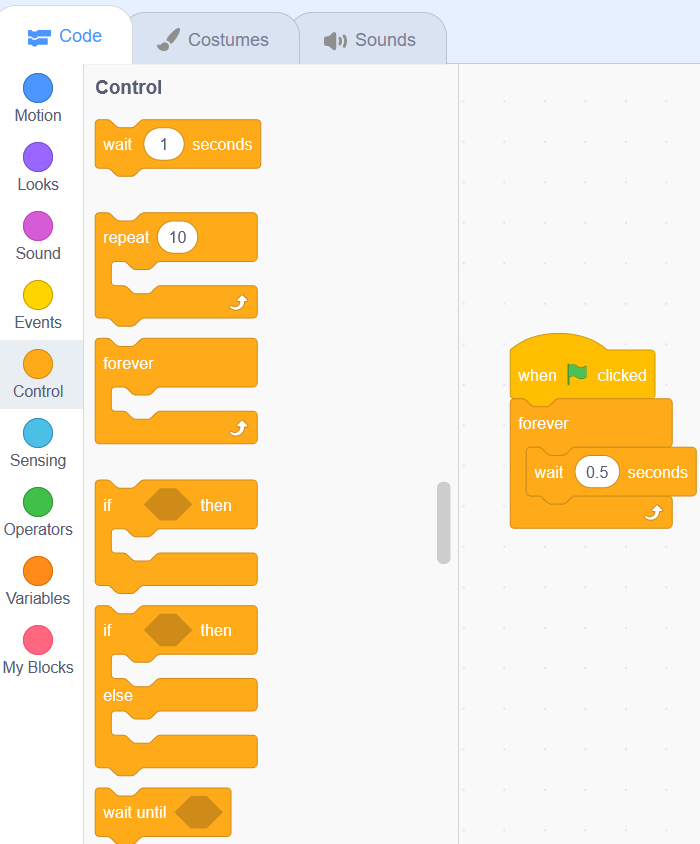 Code
Costumes
Sounds
Motion
Looks
Sound
Events
Control
Sensing
Operators
Variables
My Blocks
Control
wait 1 seconds
repeat 10
forever
if then
if then
else
wait until
when clicked
forever
wait 0.5 seconds